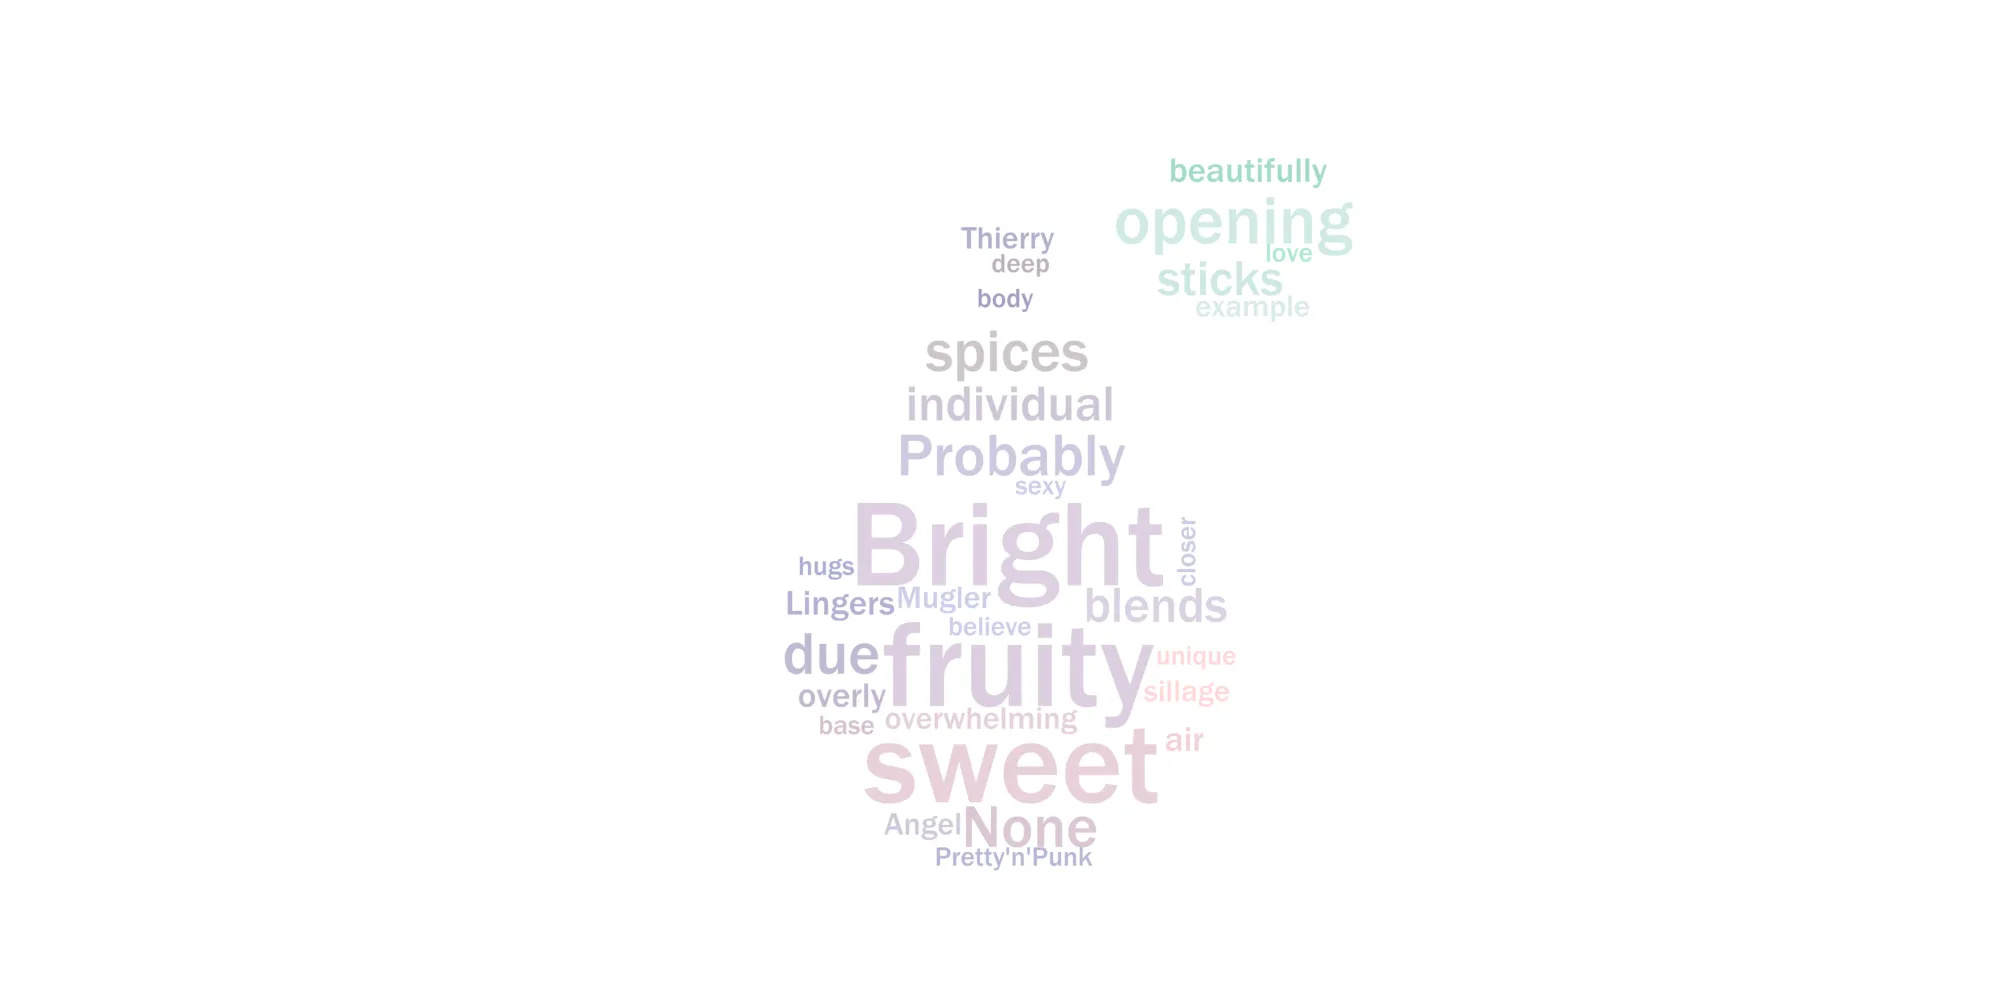 beautifully
opening
love
sticks
example
Thierry
deep
body
spices
individual
Probably
sexy
Bright
closer
hugs
Lingers
Mugler
blends
believe
due
fruity
unique
overly
sillage
base
overwhelming
sweet
air
Angel
None
Pretty'n'Punk